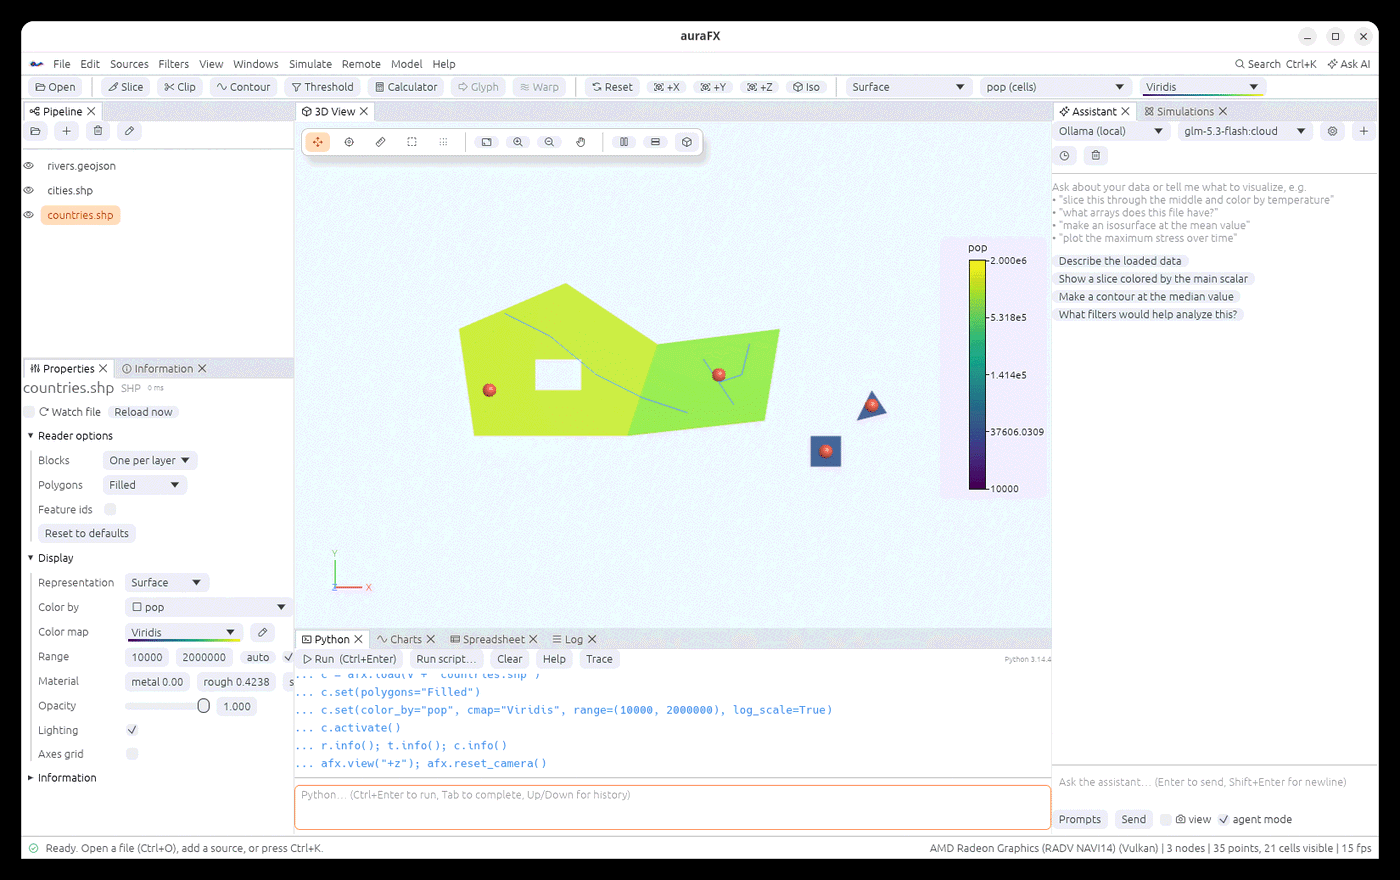 auraFX
File Edit Sources Filters View Windows Simulate Remote Model Help
Search Ctrl+K Ask AI
Open Slice Clip Contour Threshold Calculator Glyph Warp Reset +X +Y +Z Iso Surface pop (cells) Viridis
Pipeline
rivers.geojson
cities.shp
countries.shp
Properties Information
countries.shp SHP 0 ms
Watch file Reload now
Reader options
Blocks One per layer
Polygons Filled
Feature ids
Reset to defaults
Display
Representation Surface
Color by pop
Color map Viridis
Range 10000 2000000 auto
Material metal 0.00 rough 0.4238 s
Opacity 1.000
Lighting
Axes grid
Information
3D View
pop
2.000e6
5.318e5
1.414e5
37606.0309
10000
Y
Z
X
Python Charts Spreadsheet Log
Run (Ctrl+Enter) Run script... Clear Help Trace Python 3.14.4
... c = afx.load(V + "countries.shp")
... c.set(polygons="Filled")
... c.set(color_by="pop", cmap="Viridis", range=(10000, 2000000), log_scale=True)
... c.activate()
... r.info(); t.info(); c.info()
... afx.view("+z"); afx.reset_camera()
Python... (Ctrl+Enter to run, Tab to complete, Up/Down for history)
Assistant Simulations
Ollama (local) glm-5.3-flash:cloud
Ask about your data or tell me what to visualize, e.g.
• "slice this through the middle and color by temperature"
• "what arrays does this file have?"
• "make an isosurface at the mean value"
• "plot the maximum stress over time"
Describe the loaded data
Show a slice colored by the main scalar
Make a contour at the median value
What filters would help analyze this?
Ask the assistant... (Enter to send, Shift+Enter for newline)
Prompts Send view agent mode
Ready. Open a file (Ctrl+O), add a source, or press Ctrl+K.
AMD Radeon Graphics (RADV NAVI14) (Vulkan) | 3 nodes | 35 points, 21 cells visible | 15 fps